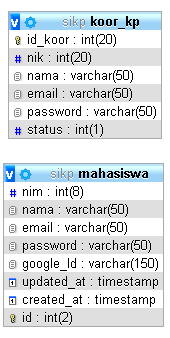 v sikp koor_kp
id_koor : int(20)
# nik : int(20)
nama : varchar(50)
email : varchar(50)
password : varchar(50)
# status : int(1)
v sikp mahasiswa
# nim : int(8)
nama : varchar(50)
email : varchar(50)
password : varchar(50)
google_Id : varchar(150)
updated_at : timestamp
created_at : timestamp
id : int(2)